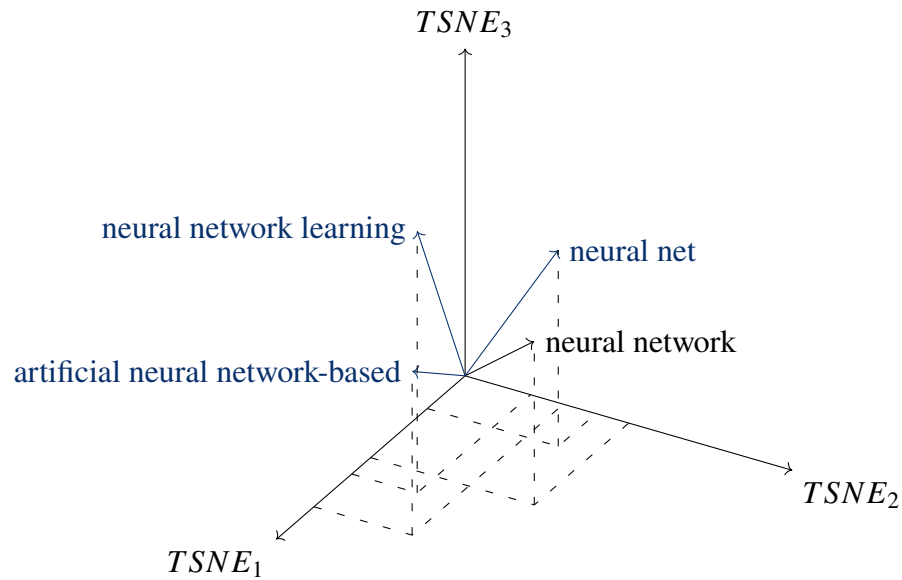 TSNE₃
neural network learning
neural net
neural network
artificial neural network-based
TSNE₂
TSNE₁